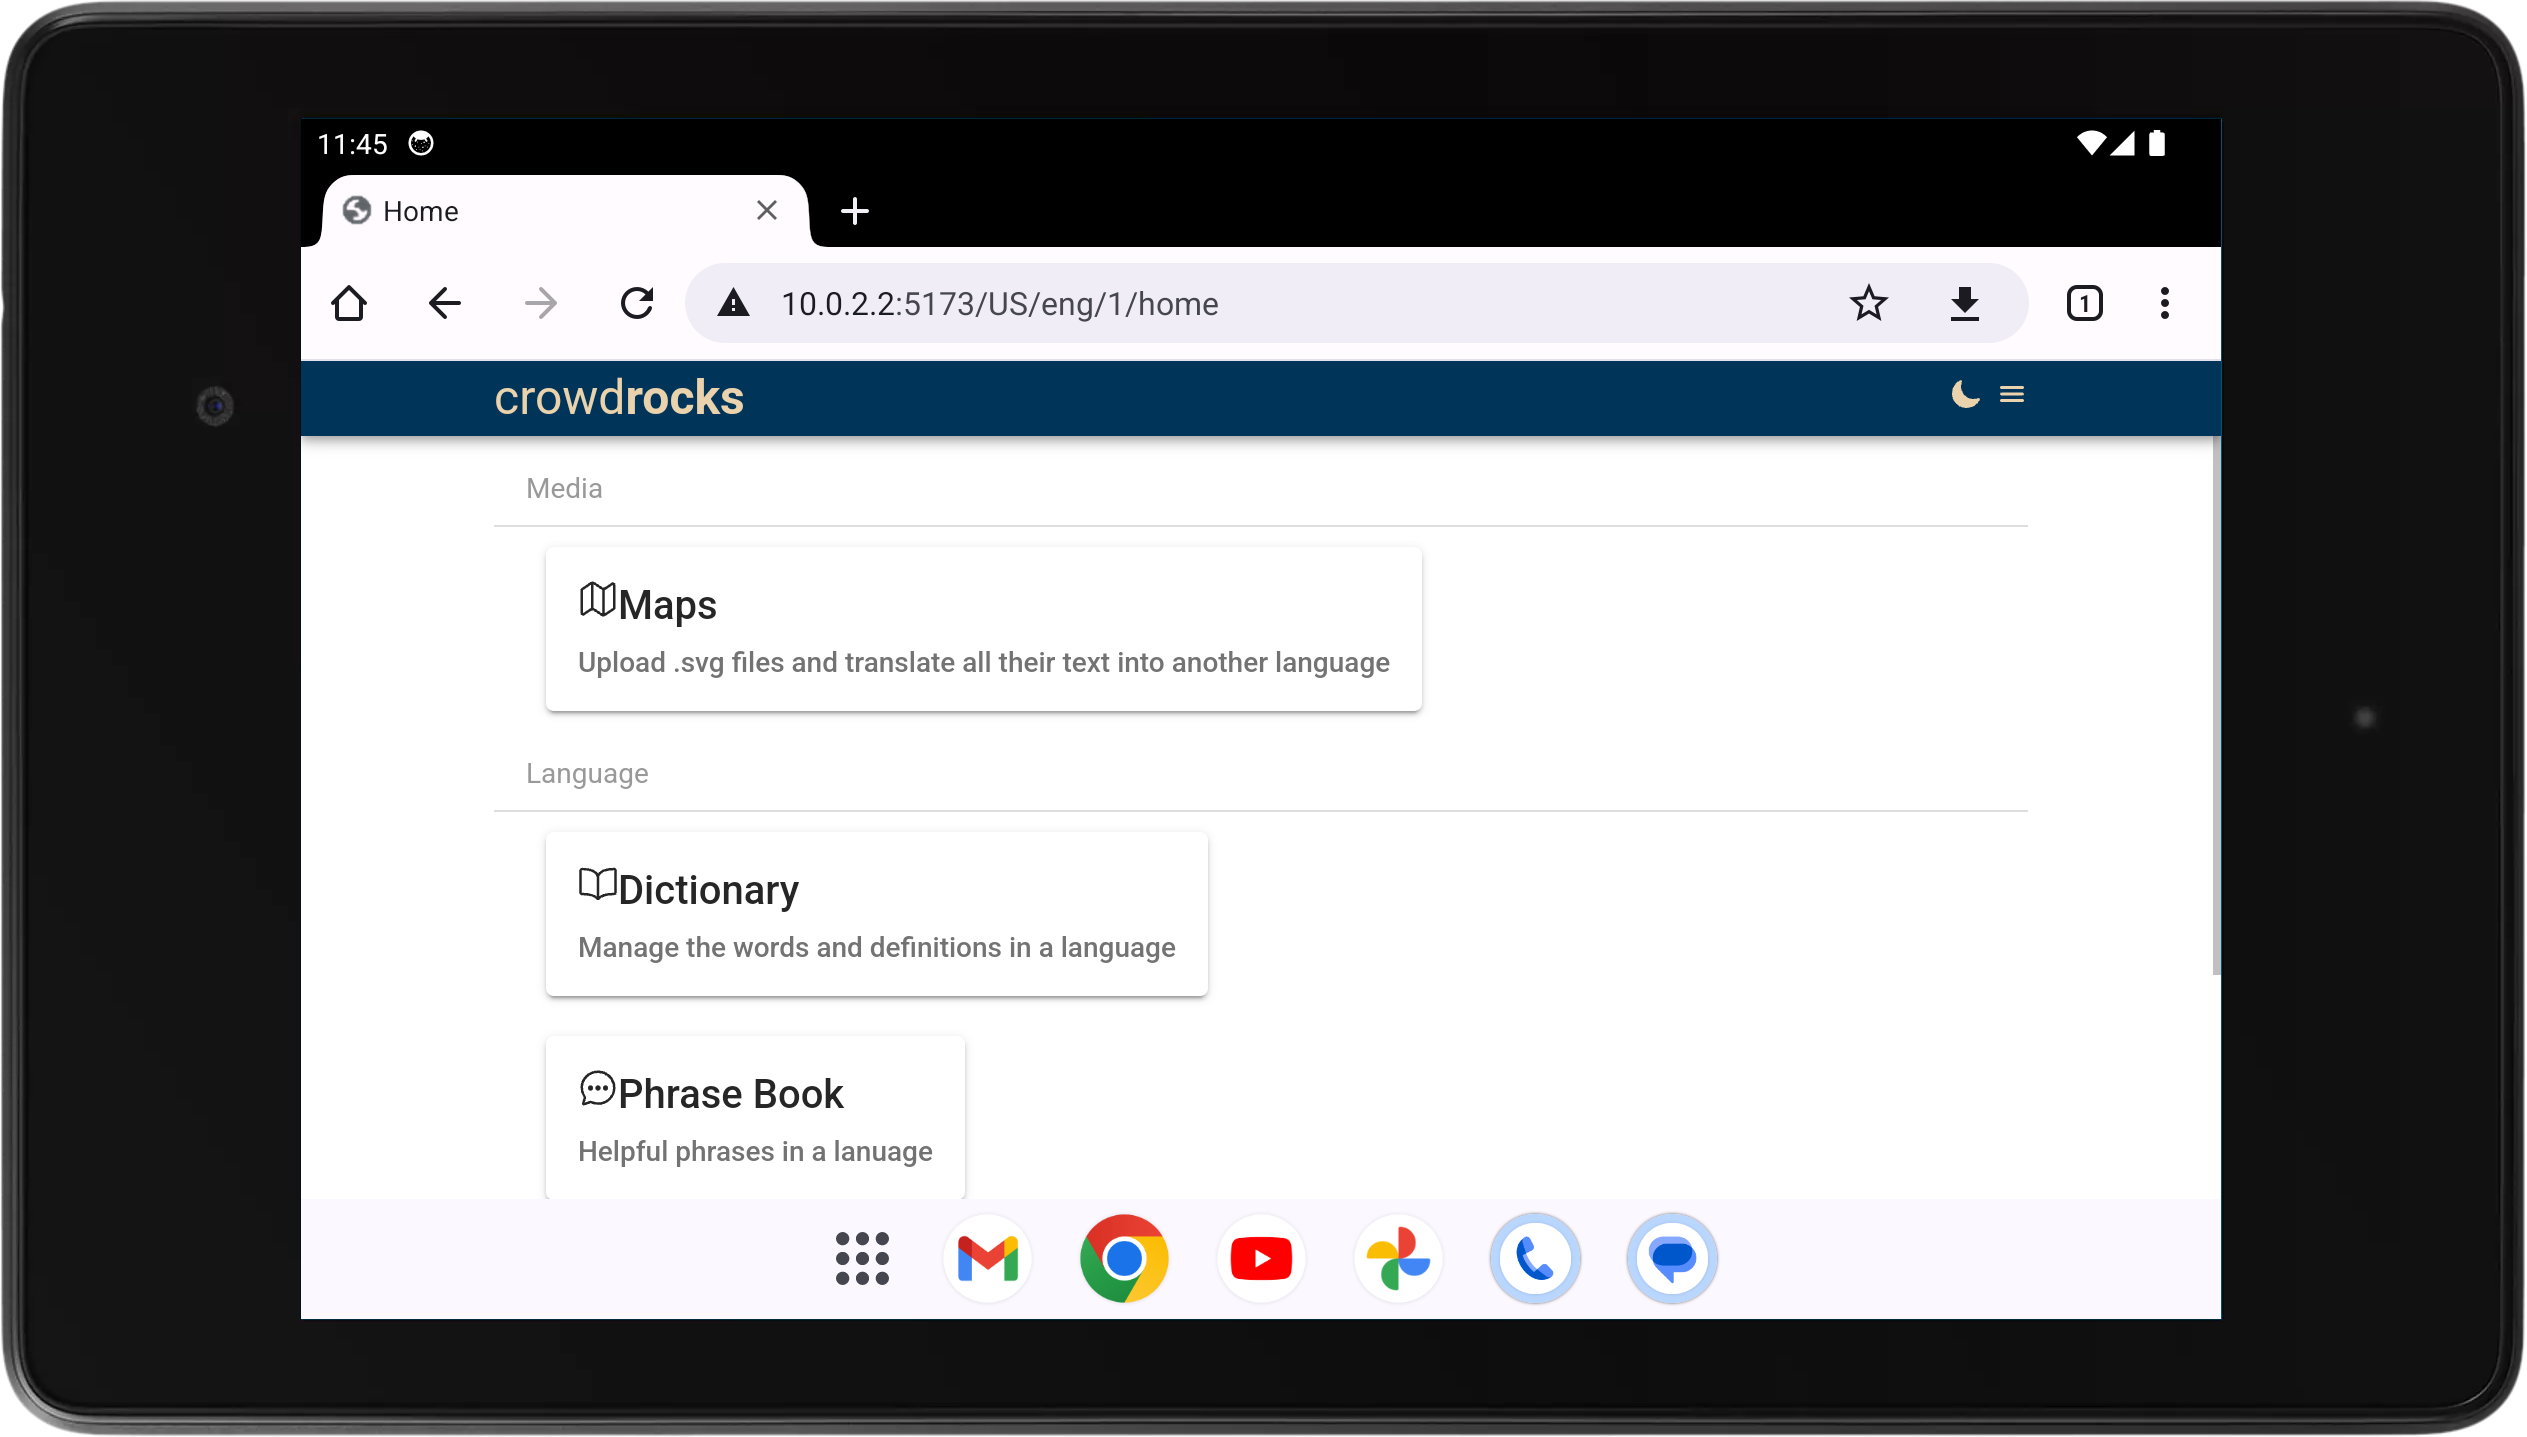 11:45
Home
10.0.2.2:5173/US/eng/1/home
1
crowdrocks
Media
Maps
Upload .svg files and translate all their text into another language
Language
Dictionary
Manage the words and definitions in a language
Phrase Book
Helpful phrases in a lanuage